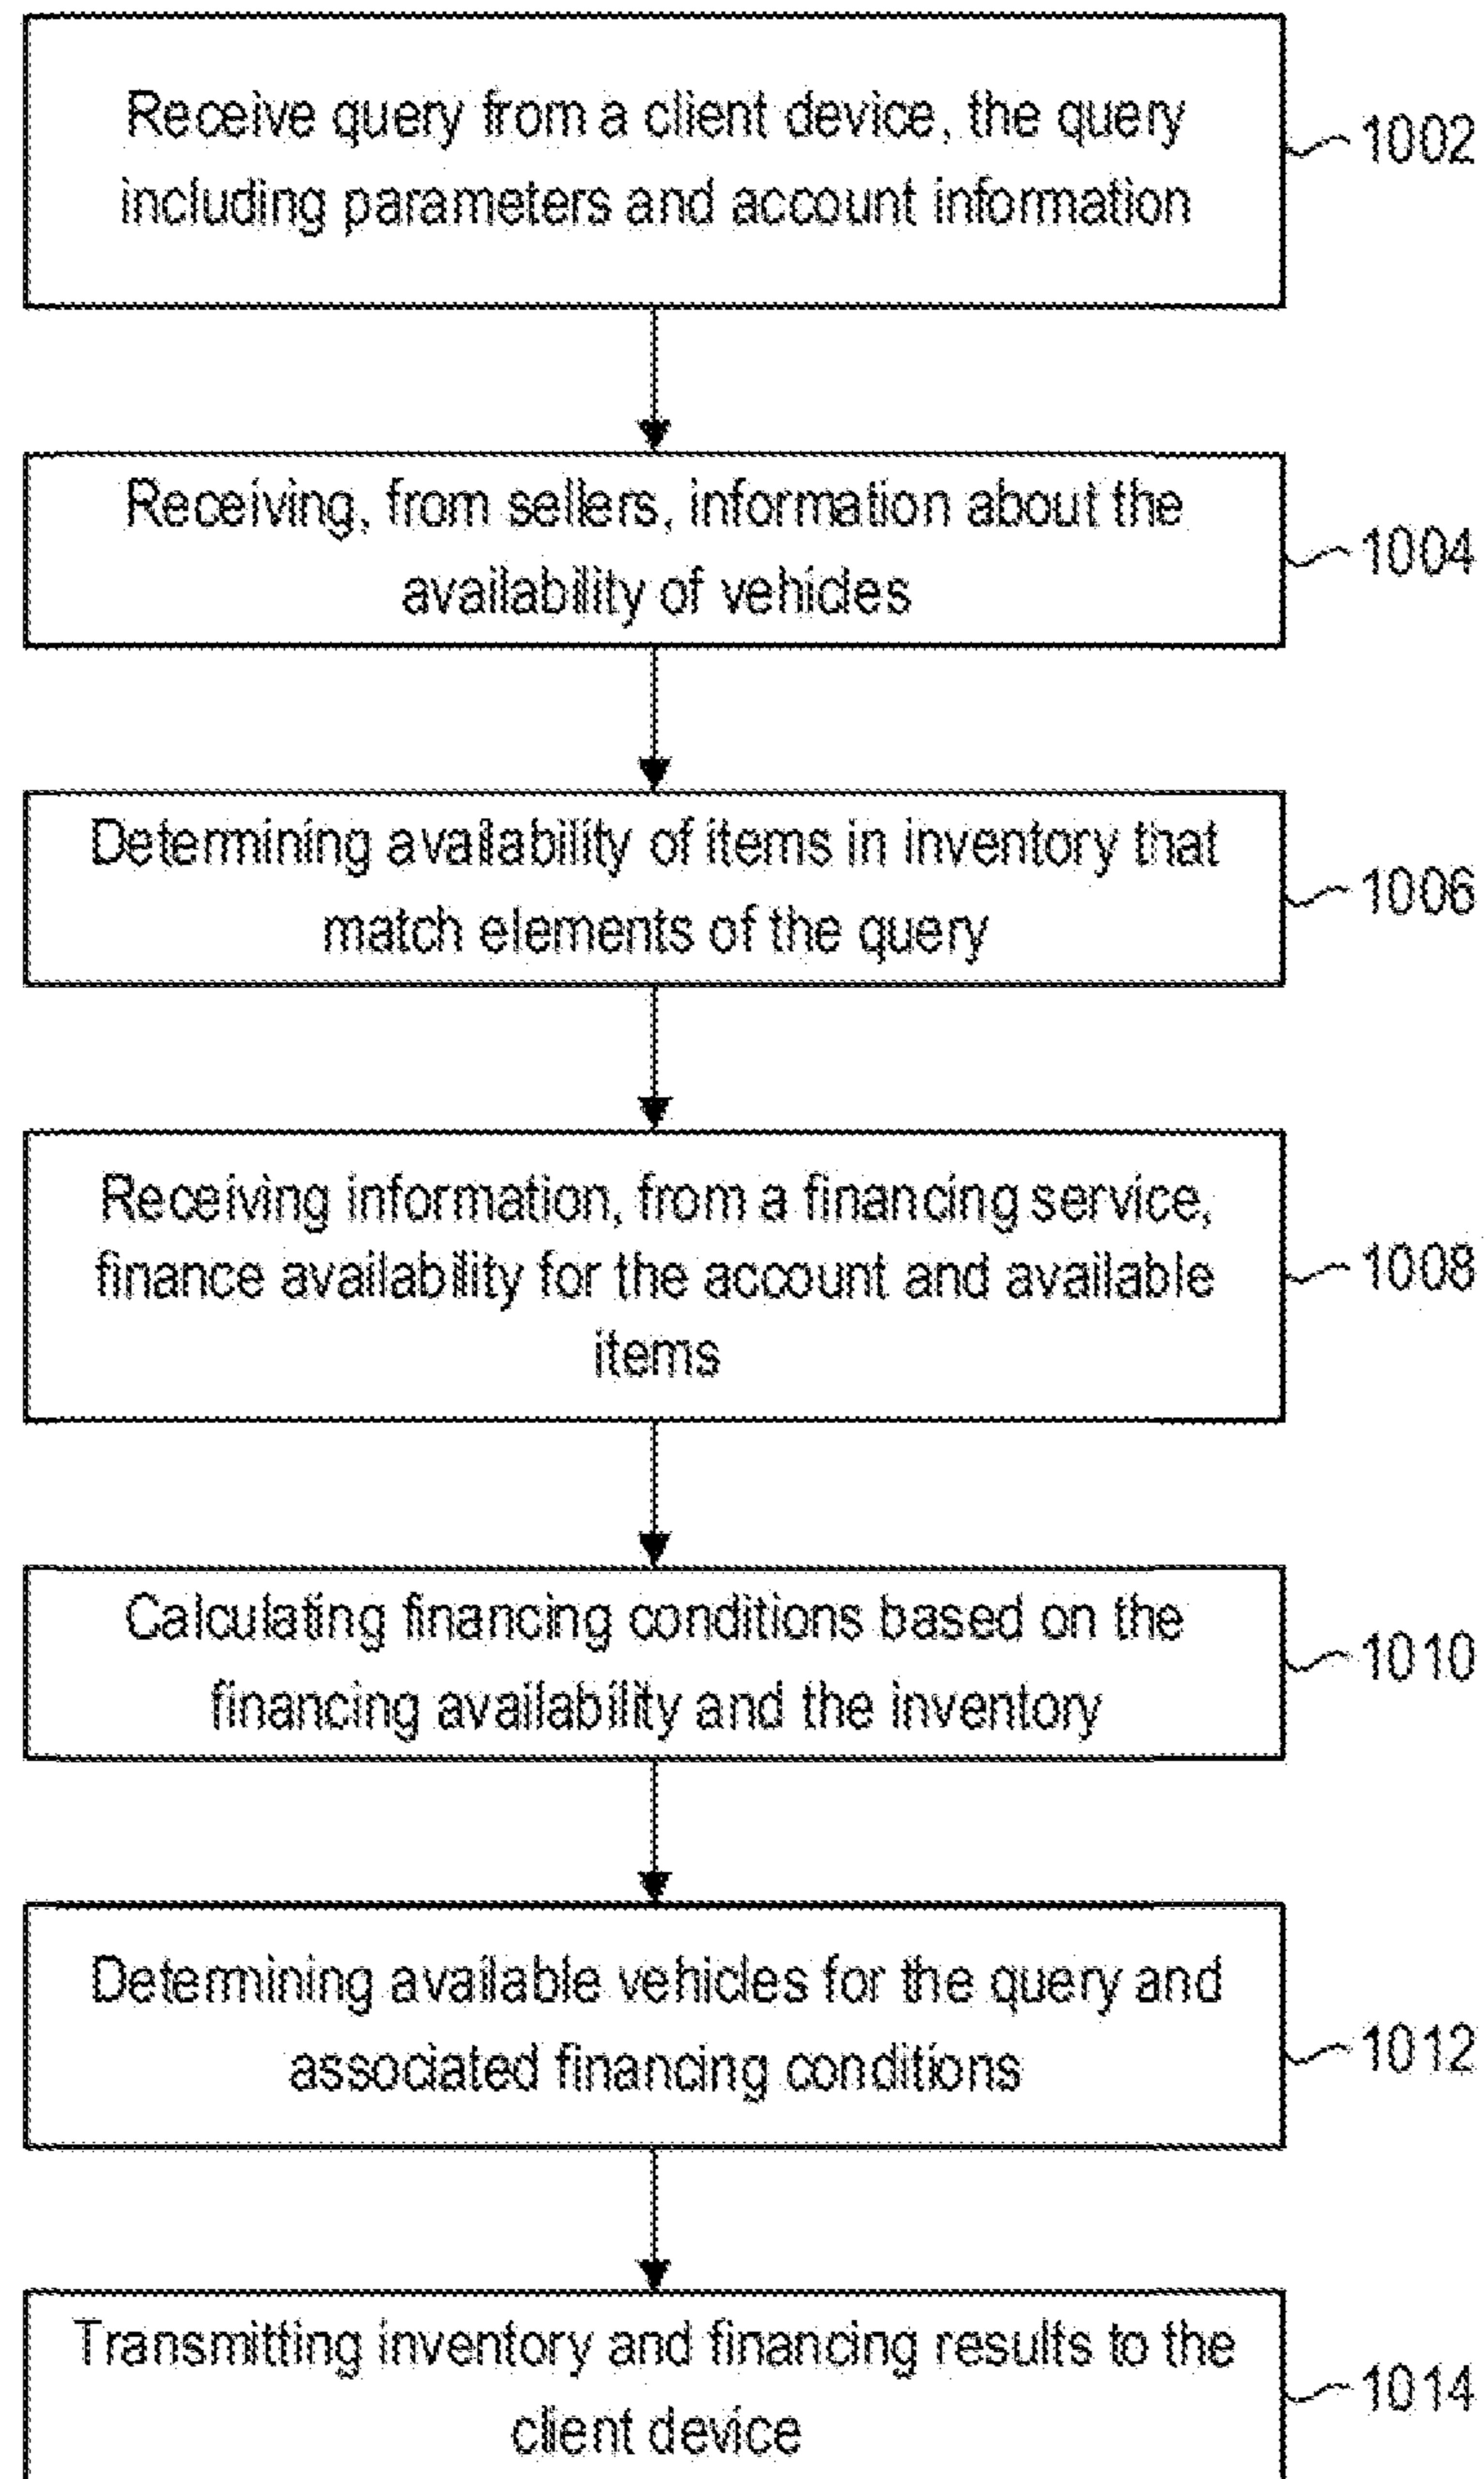 Receive query from a client device, the query
including parameters and account information
1002
Receiving, from sellers, information about the
availability of vehicles
1004
Determining availability of items in inventory that
match elements of the query
1006
Receiving information, from a financing service,
finance availability for the account and available
items
1008
Calculating financing conditions based on the
financing availability and the inventory
1010
Determining available vehicles for the query and
associated financing conditions
1012
Transmitting inventory and financing results to the
client device
1014